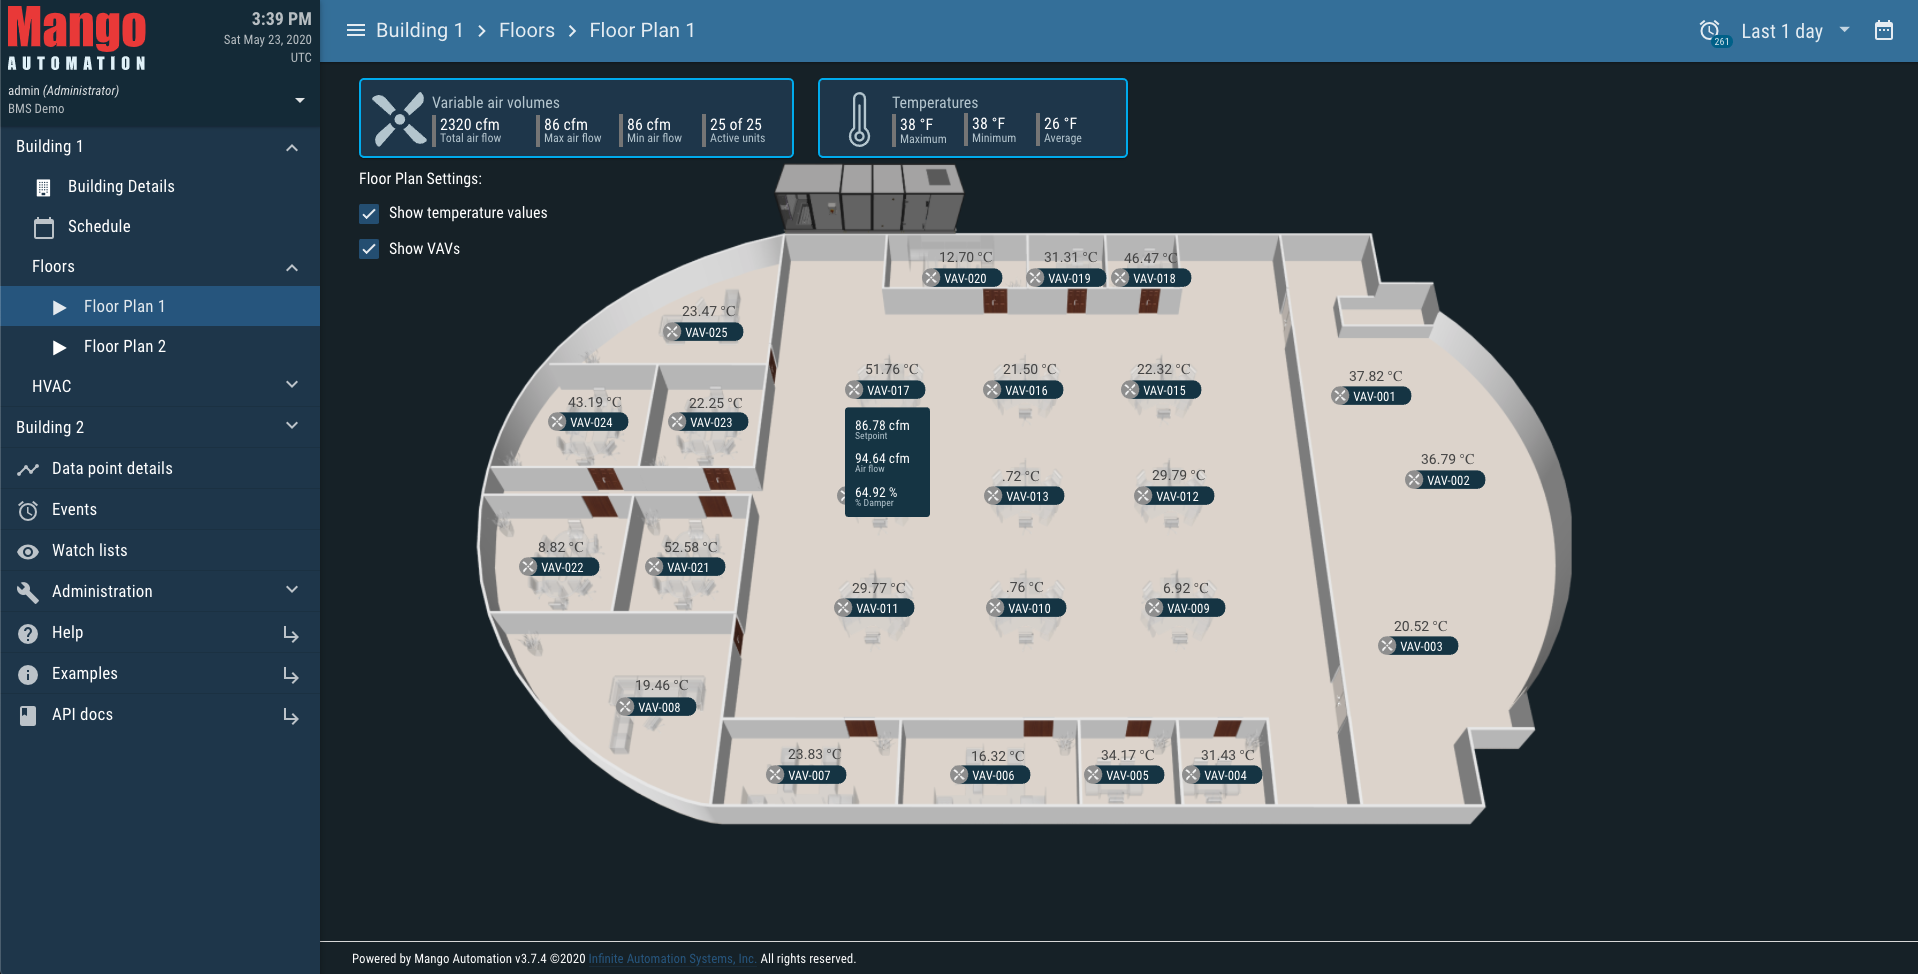 Mango
AUTOMATION
3:39 PM
Sat May 23, 2020
UTC
admin (Administrator)
BMS Demo
Building 1
Building Details
Schedule
Floors
Floor Plan 1
Floor Plan 2
HVAC
Building 2
Data point details
Events
Watch lists
Administration
Help
Examples
API docs
Building 1 > Floors > Floor Plan 1
261
Last 1 day
Variable air volumes
2320 cfm 86 cfm 86 cfm 25 of 25
Total air flow Max air flow Min air flow Active units
Temperatures
38 °F 38 °F 26 °F
Maximum Minimum Average
Floor Plan Settings:
Show temperature values
Show VAVs
12.70 °C 31.31 °C 46.47 °C
VAV-020 VAV-019 VAV-018
23.47 °C
VAV-025
51.76 °C 21.50 °C 22.32 °C
VAV-017 VAV-016 VAV-015
37.82 °C
VAV-001
43.19 °C 22.25 °C
VAV-024 VAV-023
86.78 cfm
Setpoint
94.64 cfm
Air flow
64.92 %
% Damper
36.79 °C
VAV-002
.72 °C 29.79 °C
VAV-013 VAV-012
8.82 °C 52.58 °C
VAV-022 VAV-021
29.77 °C .76 °C 6.92 °C
VAV-011 VAV-010 VAV-009
20.52 °C
VAV-003
19.46 °C
VAV-008
23.83 °C 16.32 °C 34.17 °C 31.43 °C
VAV-007 VAV-006 VAV-005 VAV-004
Powered by Mango Automation v3.7.4 ©2020 Infinite Automation Systems, Inc. All rights reserved.